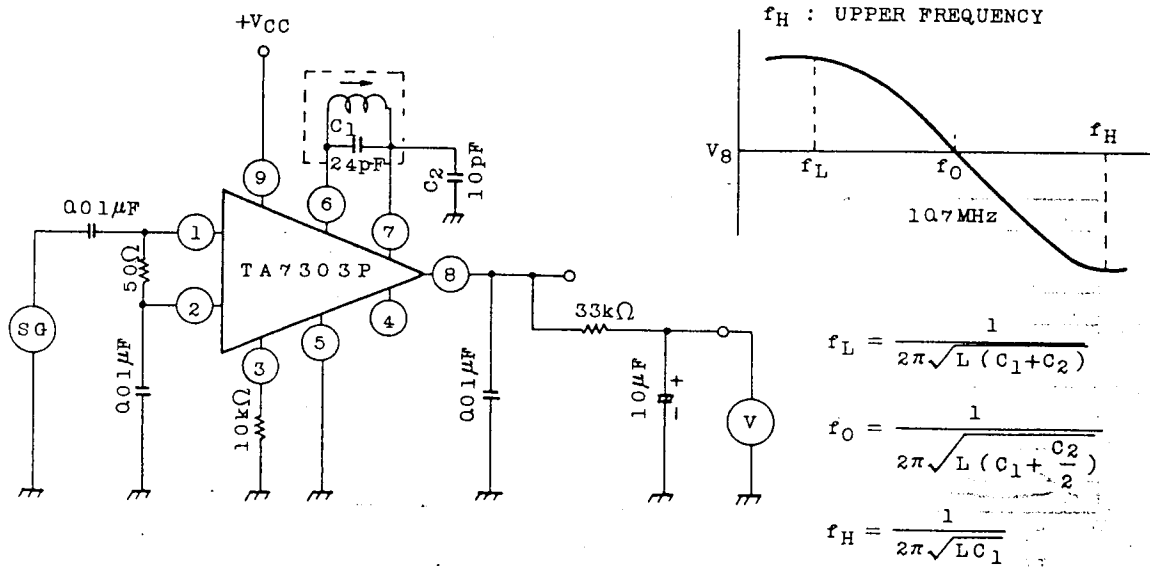 f_H : UPPER FREQUENCY
+V_CC
C_1
24pF
C_2
10pF
9
6
7
0.01μF
1
50Ω
2
TA7303P
8
4
5
3
SG
0.01μF
10kΩ
0.01μF
33kΩ
10μF
+
−
V
V_8
f_L
f_O
f_H
10.7MHz
f_L = 1 / 2π√L(C_1+C_2)
f_O = 1 / 2π√L(C_1+C_2/2)
f_H = 1 / 2π√LC_1